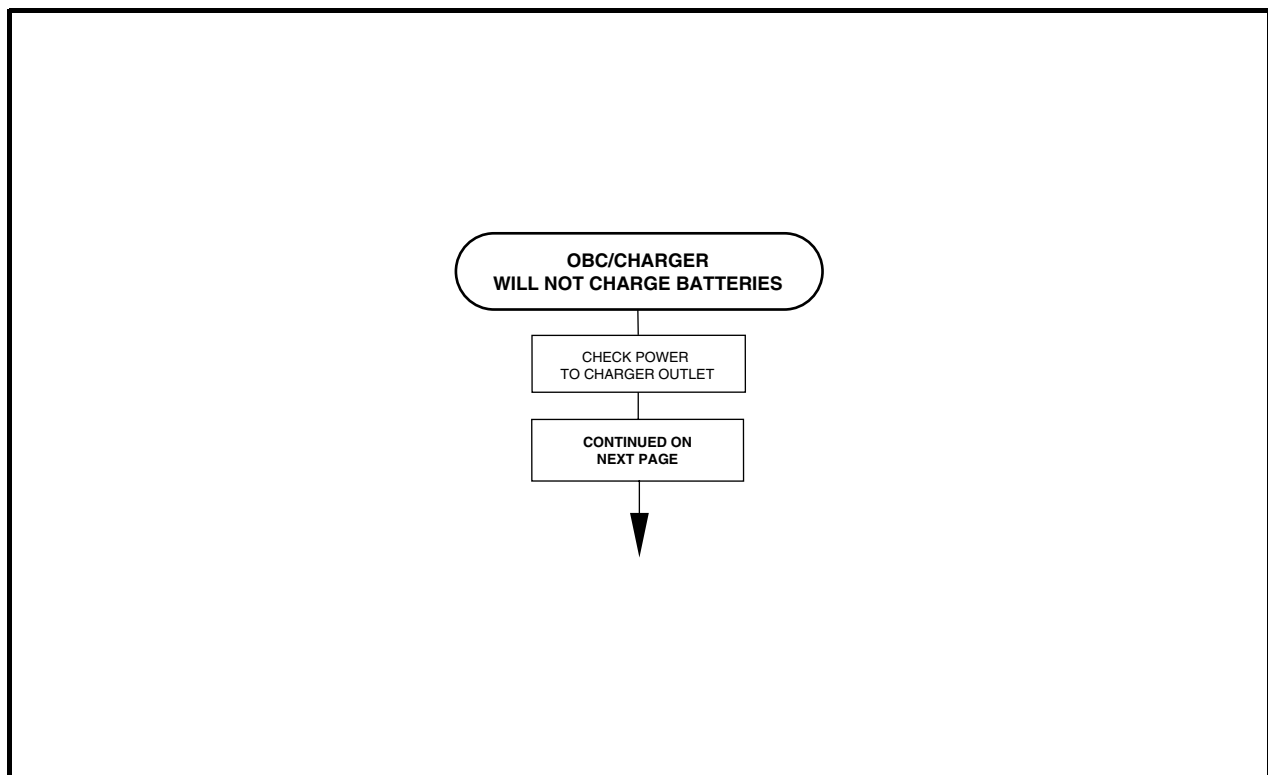 OBC/CHARGER
WILL NOT CHARGE BATTERIES
CHECK POWER
TO CHARGER OUTLET
CONTINUED ON
NEXT PAGE